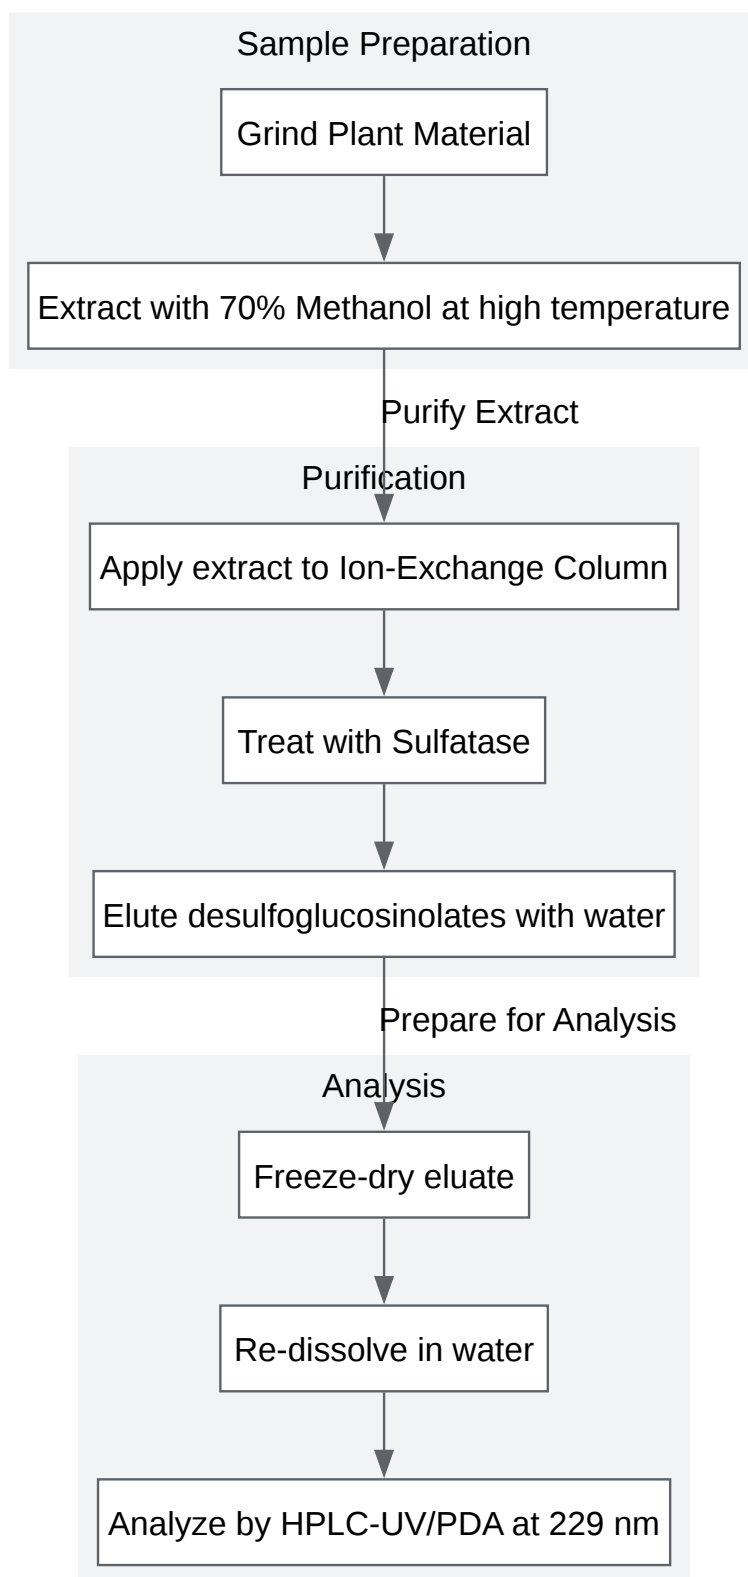 Sample Preparation
Grind Plant Material
Extract with 70% Methanol at high temperature
Purify Extract
Purification
Apply extract to Ion-Exchange Column
Treat with Sulfatase
Elute desulfoglucosinolates with water
Prepare for Analysis
Analysis
Freeze-dry eluate
Re-dissolve in water
Analyze by HPLC-UV/PDA at 229 nm